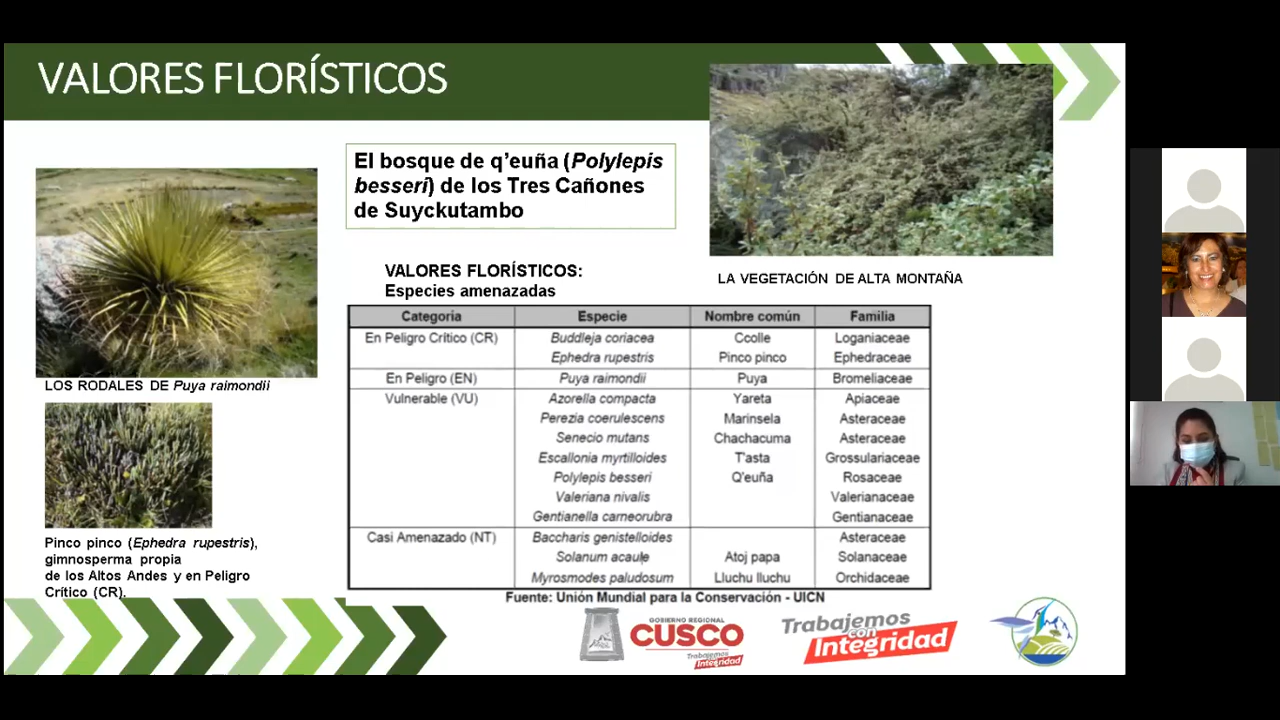 VALORES FLORÍSTICOS
El bosque de q'euña (Polylepis
besseri) de los Tres Cañones
de Suyckutambo
LA VEGETACIÓN DE ALTA MONTAÑA
VALORES FLORÍSTICOS:
Especies amenazadas
LOS RODALES DE Puya raimondii
Pinco pinco (Ephedra rupestris),
gimnosperma propia
de los Altos Andes y en Peligro
Crítico (CR).
Categoria Especie Nombre común Familia
En Peligro Crítico (CR) Buddleja coriacea Ccolle Loganiaceae
Ephedra rupestris Pinco pinco Ephedraceae
En Peligro (EN) Puya raimondii Puya Bromeliaceae
Vulnerable (VU) Azorella compacta Yareta Apiaceae
Perezia coerulescens Marinsela Asteraceae
Senecio mutans Chachacuma Asteraceae
Escallonia myrtilloides T'asta Grossulariaceae
Polylepis besseri Q'euña Rosaceae
Valeriana nivalis Valerianaceae
Gentianella carneorubra Gentianaceae
Casi Amenazado (NT) Baccharis genistelloides Asteraceae
Solanum acaule Atoj papa Solanaceae
Myrosmodes paludosum Lluchu lluchu Orchidaceae
Fuente: Unión Mundial para la Conservación - UICN
GOBIERNO REGIONAL
CUSCO
Trabajemos
con
Integridad
Trabajemos
con
Integridad